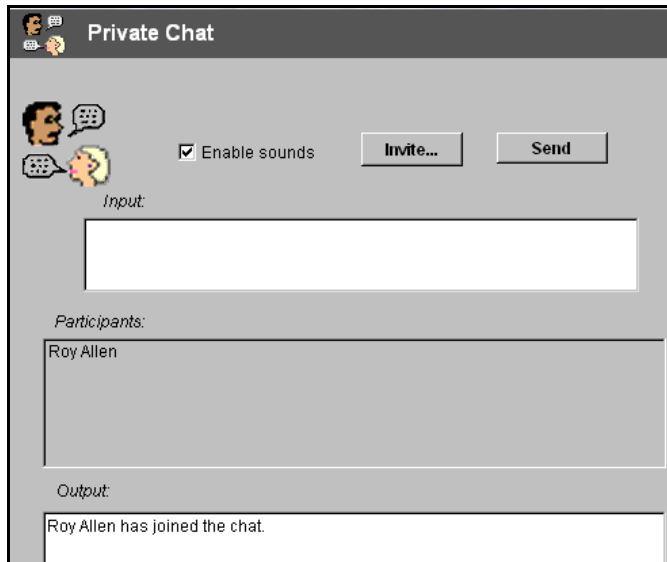 Private Chat
Enable sounds
Invite...
Send
Input:
Participants:
Roy Allen
Output:
Roy Allen has joined the chat.